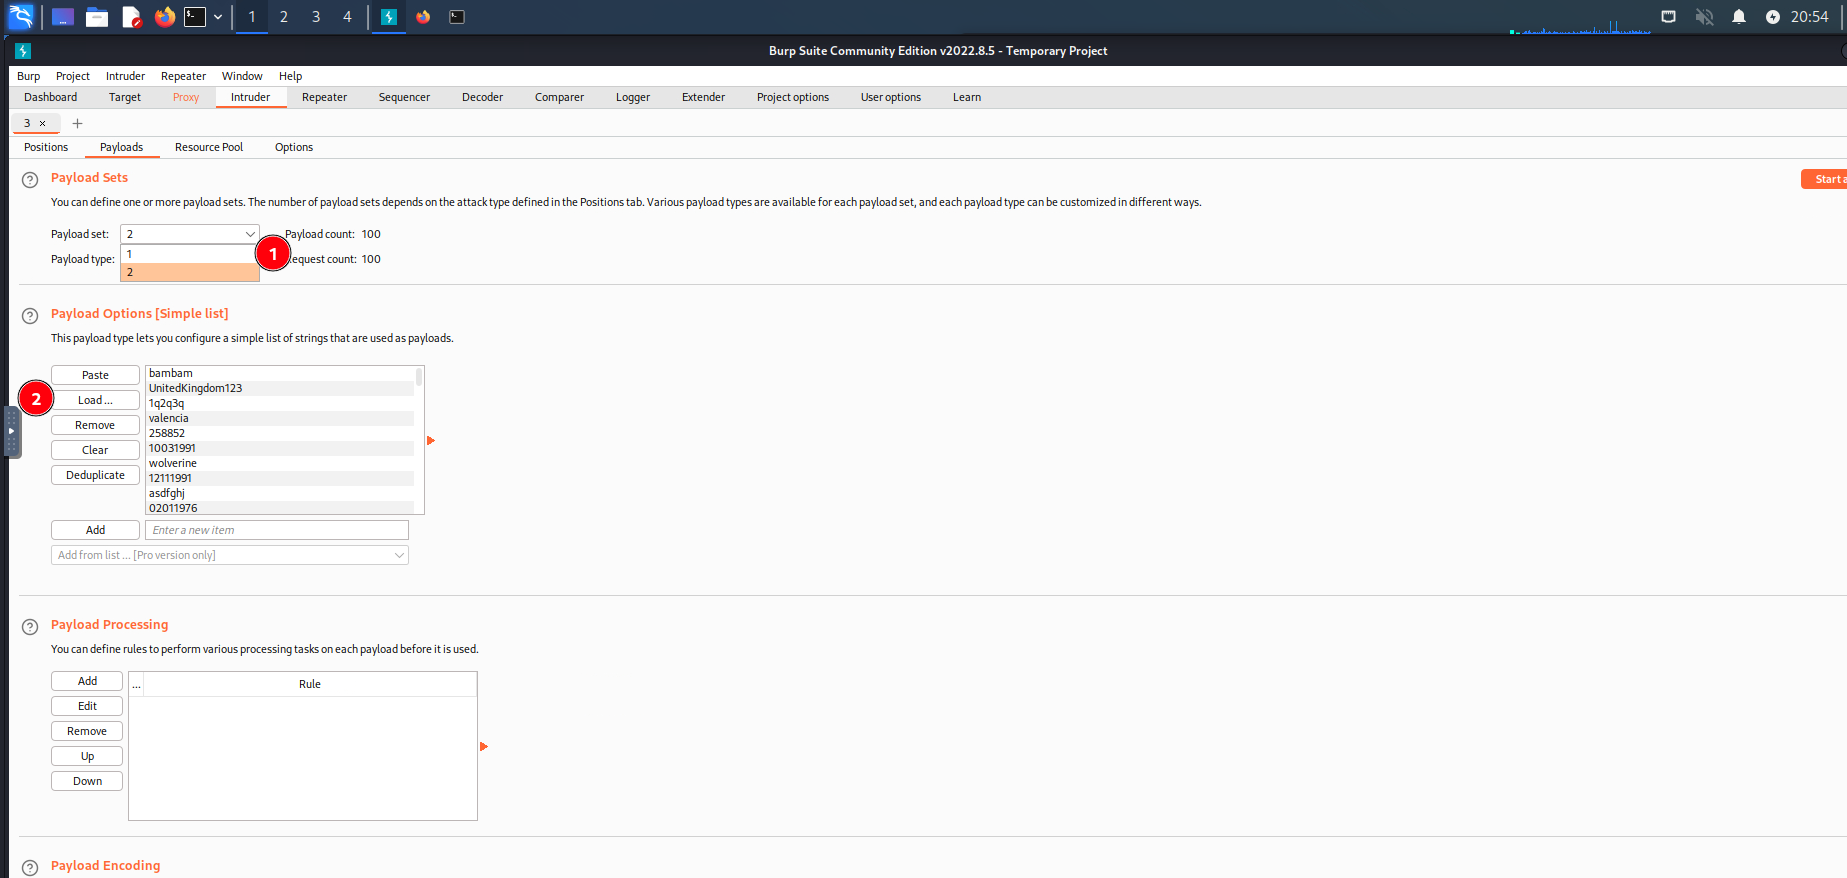 1 2 3 4 20:54
Burp Suite Community Edition v2022.8.5 - Temporary Project
Burp Project Intruder Repeater Window Help
Dashboard Target Proxy Intruder Repeater Sequencer Decoder Comparer Logger Extender Project options User options Learn
3 × +
Positions Payloads Resource Pool Options
? Payload Sets
Start a
You can define one or more payload sets. The number of payload sets depends on the attack type defined in the Positions tab. Various payload types are available for each payload set, and each payload type can be customized in different ways.
Payload set: 2 Payload count: 100
1
1
Payload type: equest count: 100
2
? Payload Options [Simple list]
This payload type lets you configure a simple list of strings that are used as payloads.
Paste bambam
UnitedKingdom123
2 Load ... 1q2q3q
valencia
Remove 258852
Clear 10031991
wolverine
Deduplicate 12111991
asdfghj
02011976
Add Enter a new item
Add from list ... [Pro version only]
? Payload Processing
You can define rules to perform various processing tasks on each payload before it is used.
Add ... Rule
Edit
Remove
Up
Down
? Payload Encoding